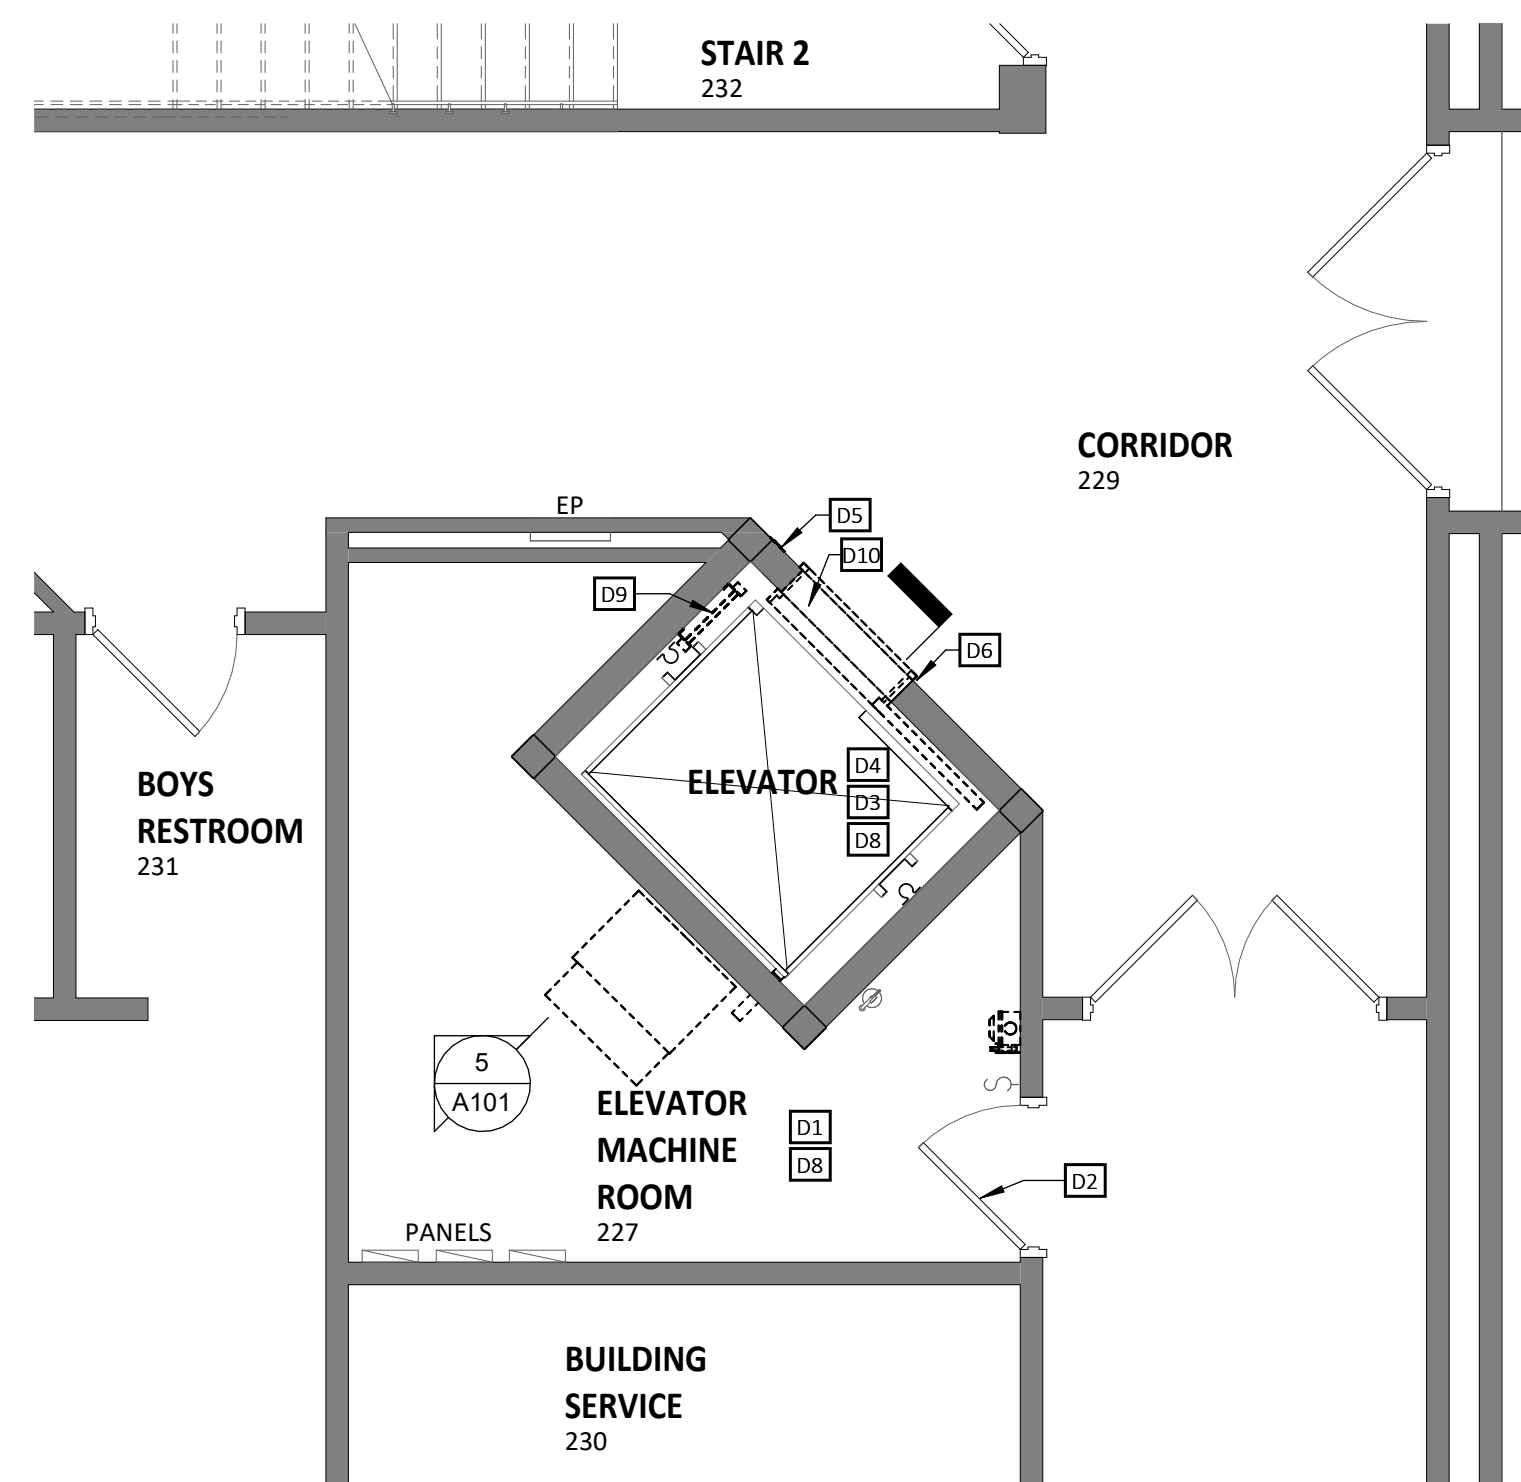 STAIR 2
232
CORRIDOR
229
EP
D5
D10
D9
D6
ELEVATOR
D4
D3
D8
BOYS
RESTROOM
231
5
A101
ELEVATOR
MACHINE
ROOM
227
D1
D8
D2
S
PANELS
BUILDING
SERVICE
230